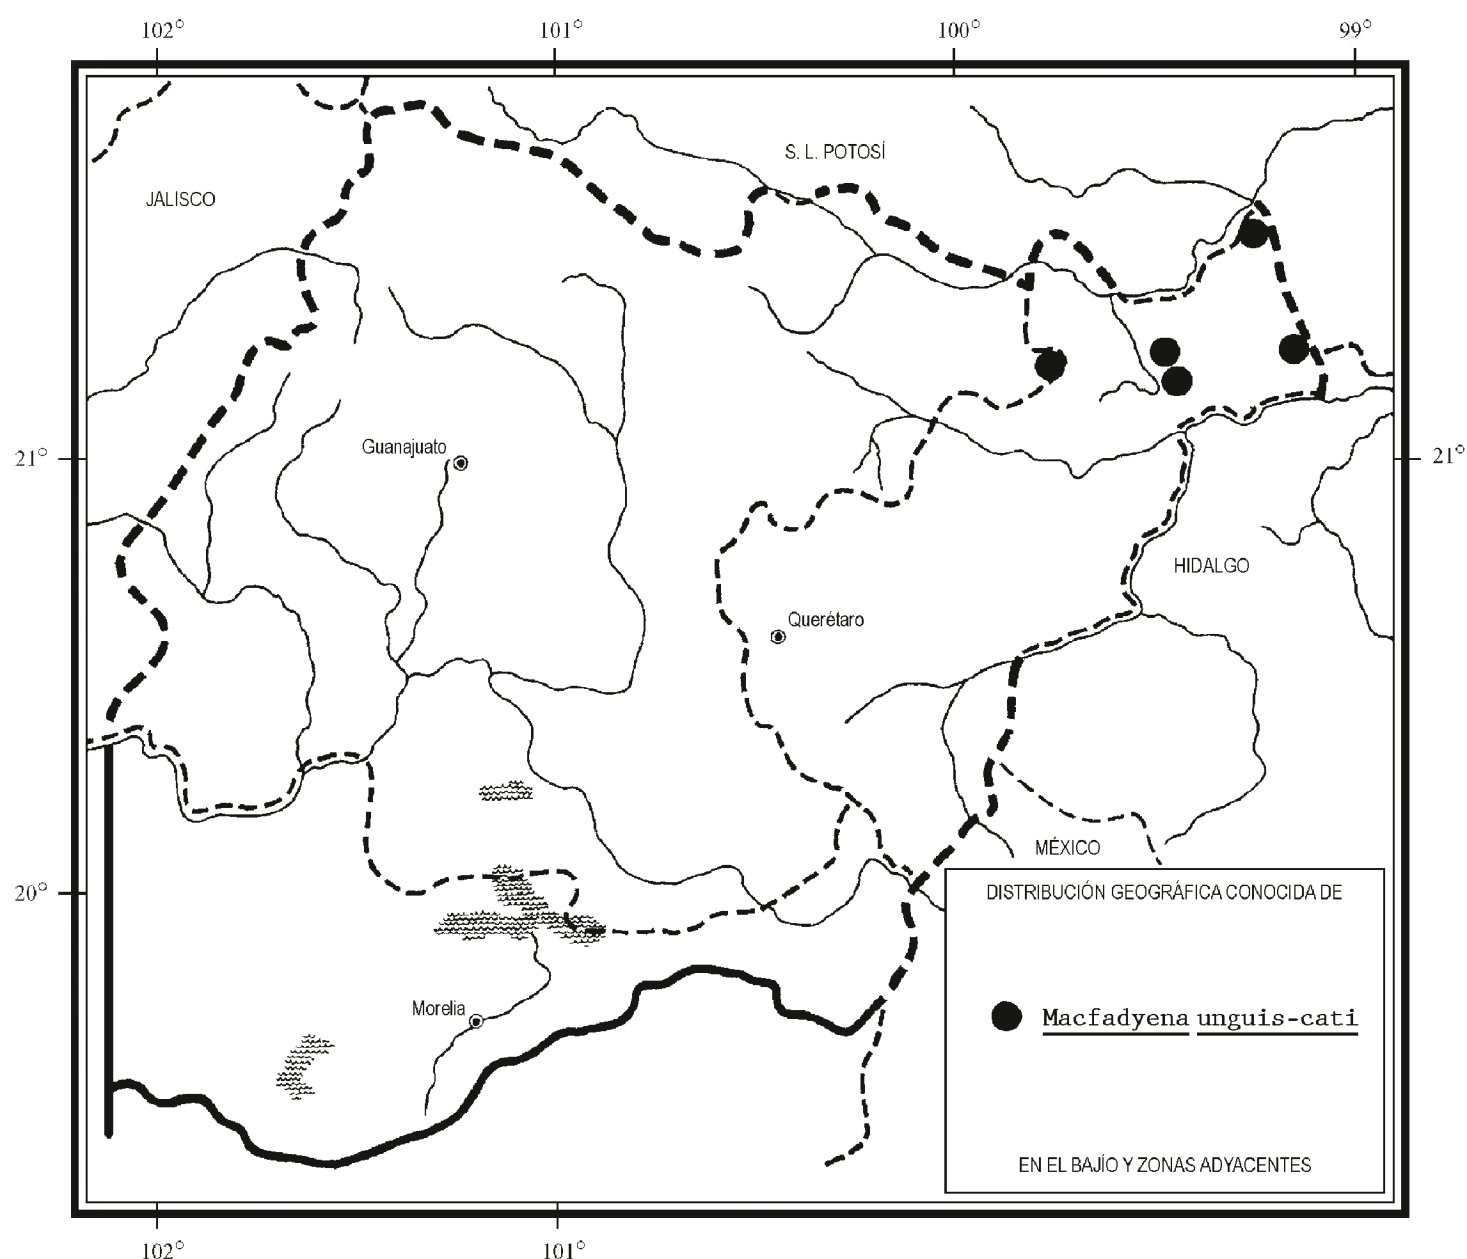 102° 101° 100° 99°
S. L. POTOSÍ
JALISCO
Guanajuato
21° 21°
HIDALGO
Querétaro
MÉXICO
20°
DISTRIBUCIÓN GEOGRÁFICA CONOCIDA DE
Morelia
Macfadyena unguis-cati
EN EL BAJÍO Y ZONAS ADYACENTES
102° 101°